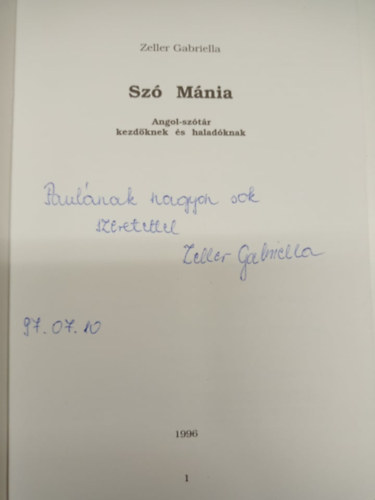 Zeller Gabriella
Szó Mánia
Angol-szótár
kezdőknek és haladóknak
Paulának nagyon sok
szeretettel
Zeller Gabriella
97.07.10
1996
1